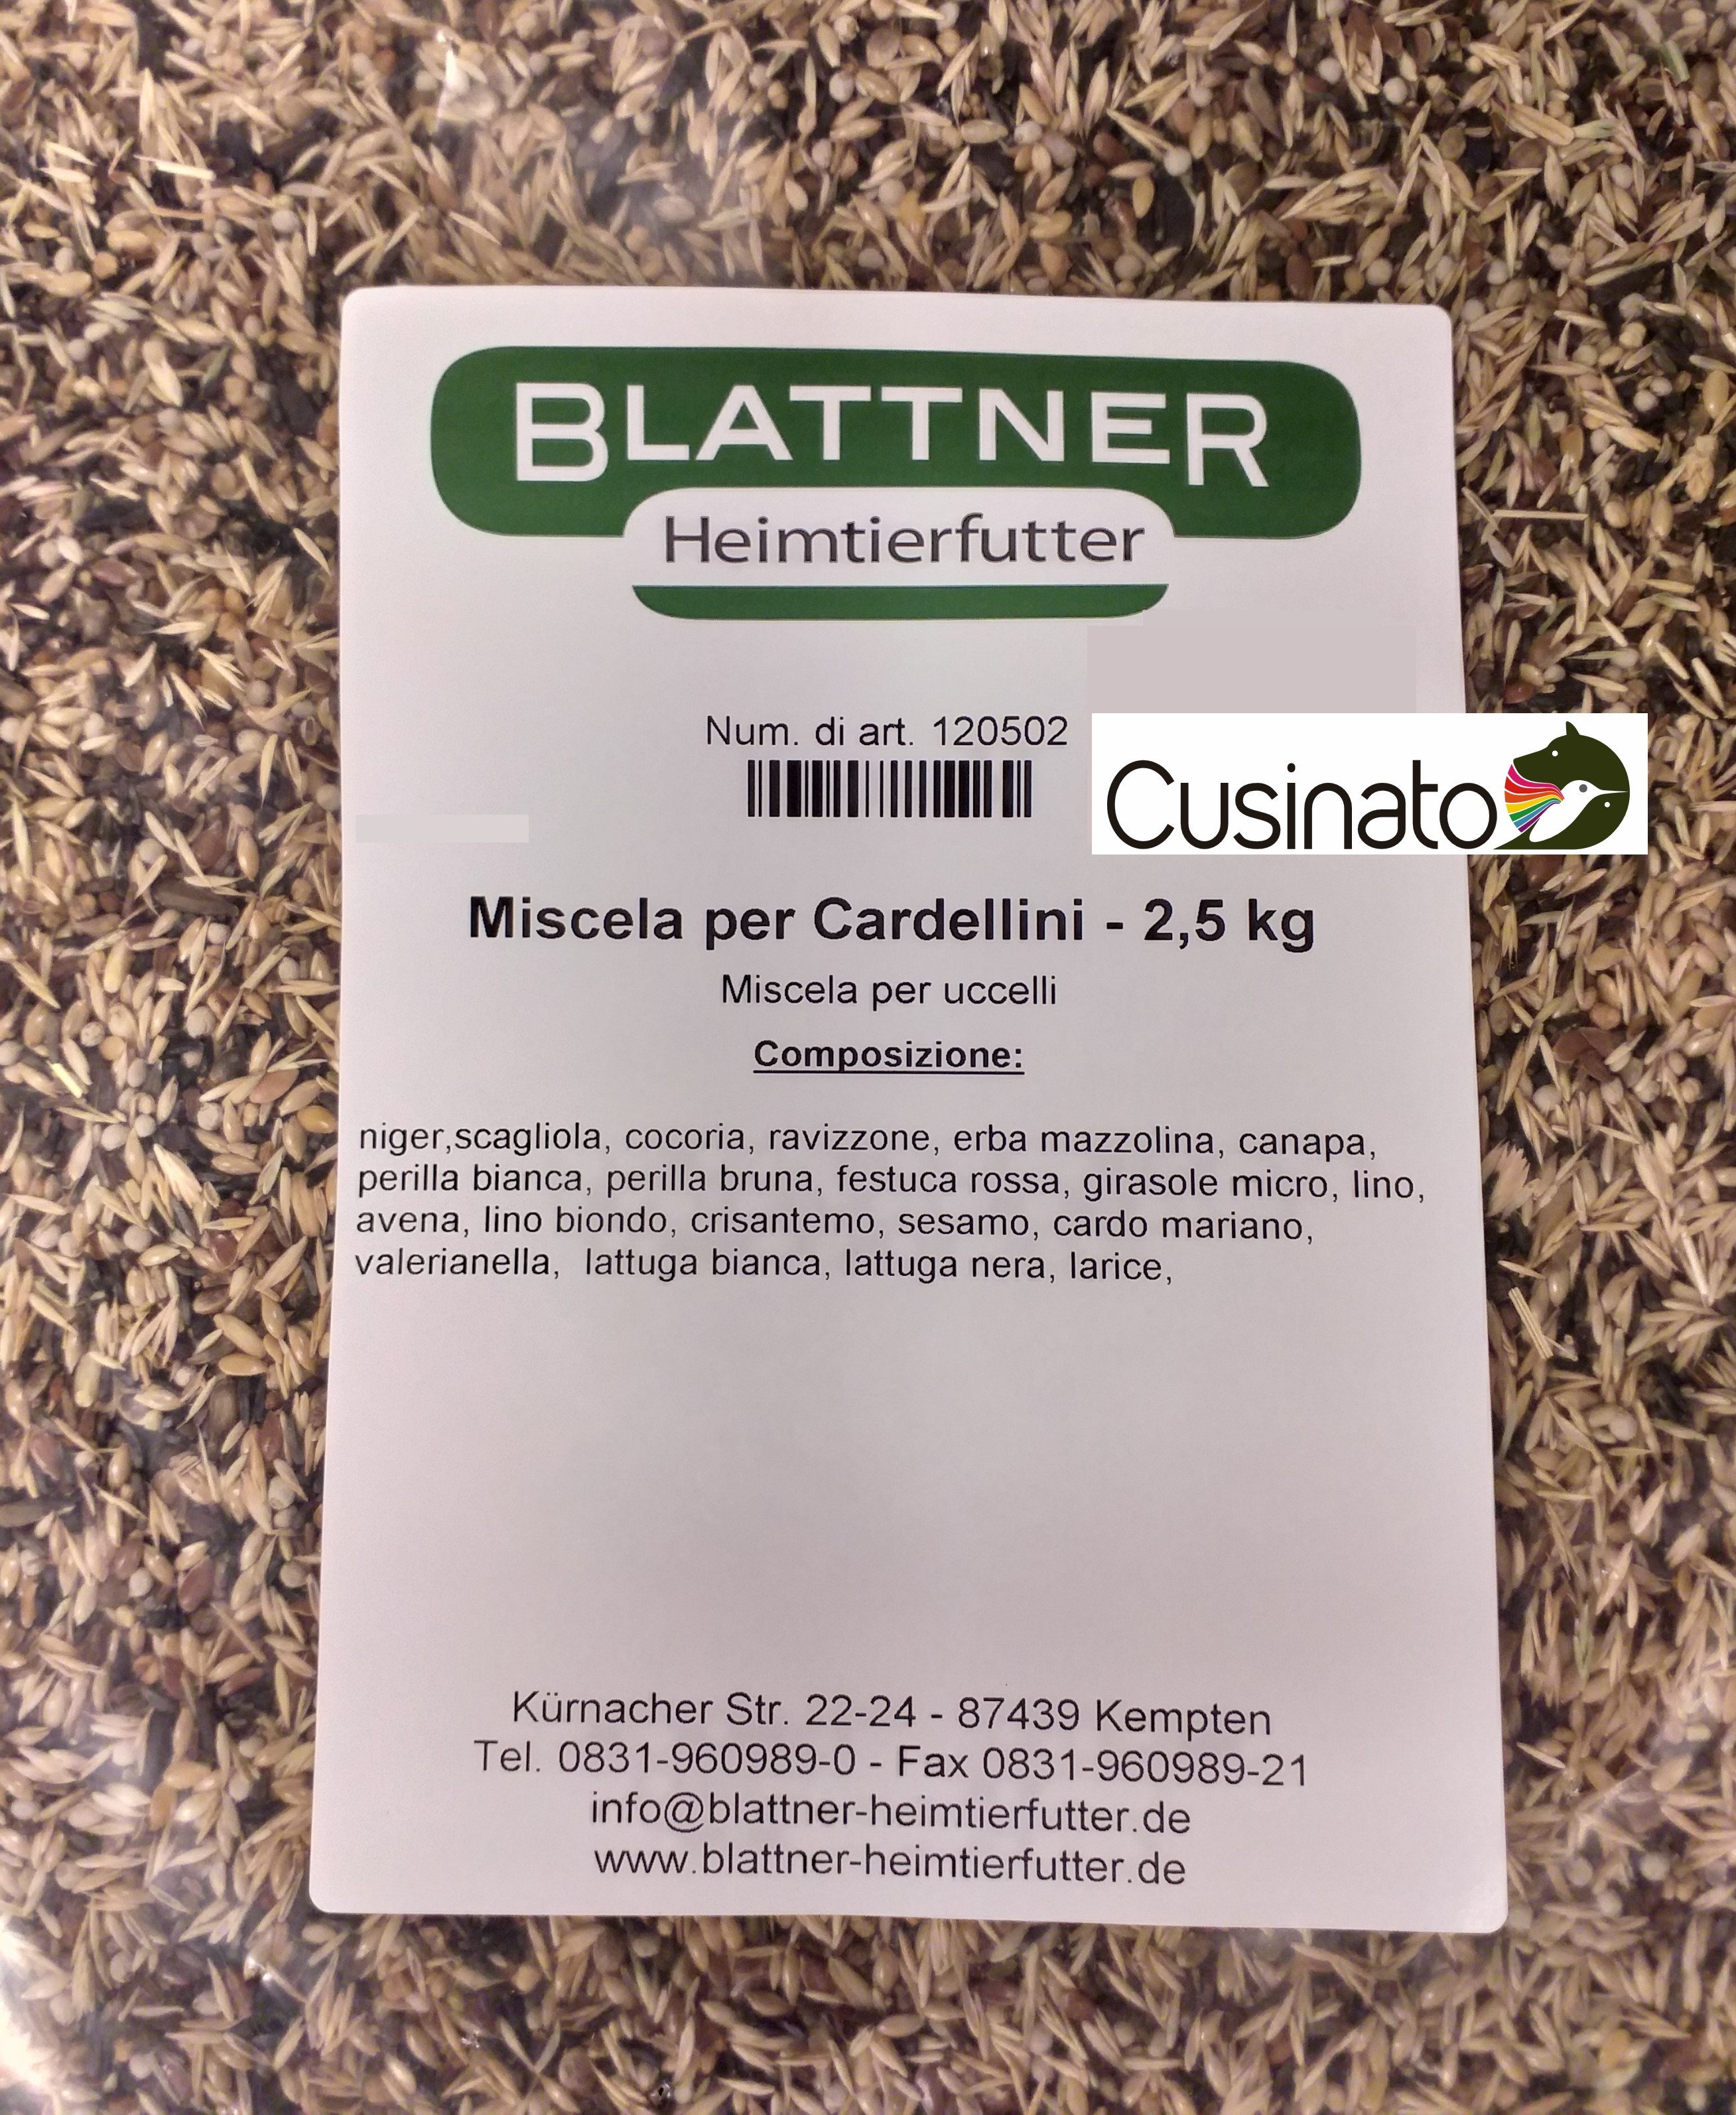 BLATTNER
Heimtierfutter
Num. di art. 120502
Cusinato
Miscela per Cardellini - 2,5 kg
Miscela per uccelli
Composizione:
niger,scagliola, cocoria, ravizzone, erba mazzolina, canapa,
perilla bianca, perilla bruna, festuca rossa, girasole micro, lino,
avena, lino biondo, crisantemo, sesamo, cardo mariano,
valerianella,  lattuga bianca, lattuga nera, larice,
Kürnacher Str. 22-24 - 87439 Kempten
Tel. 0831-960989-0 - Fax 0831-960989-21
info@blattner-heimtierfutter.de
www.blattner-heimtierfutter.de